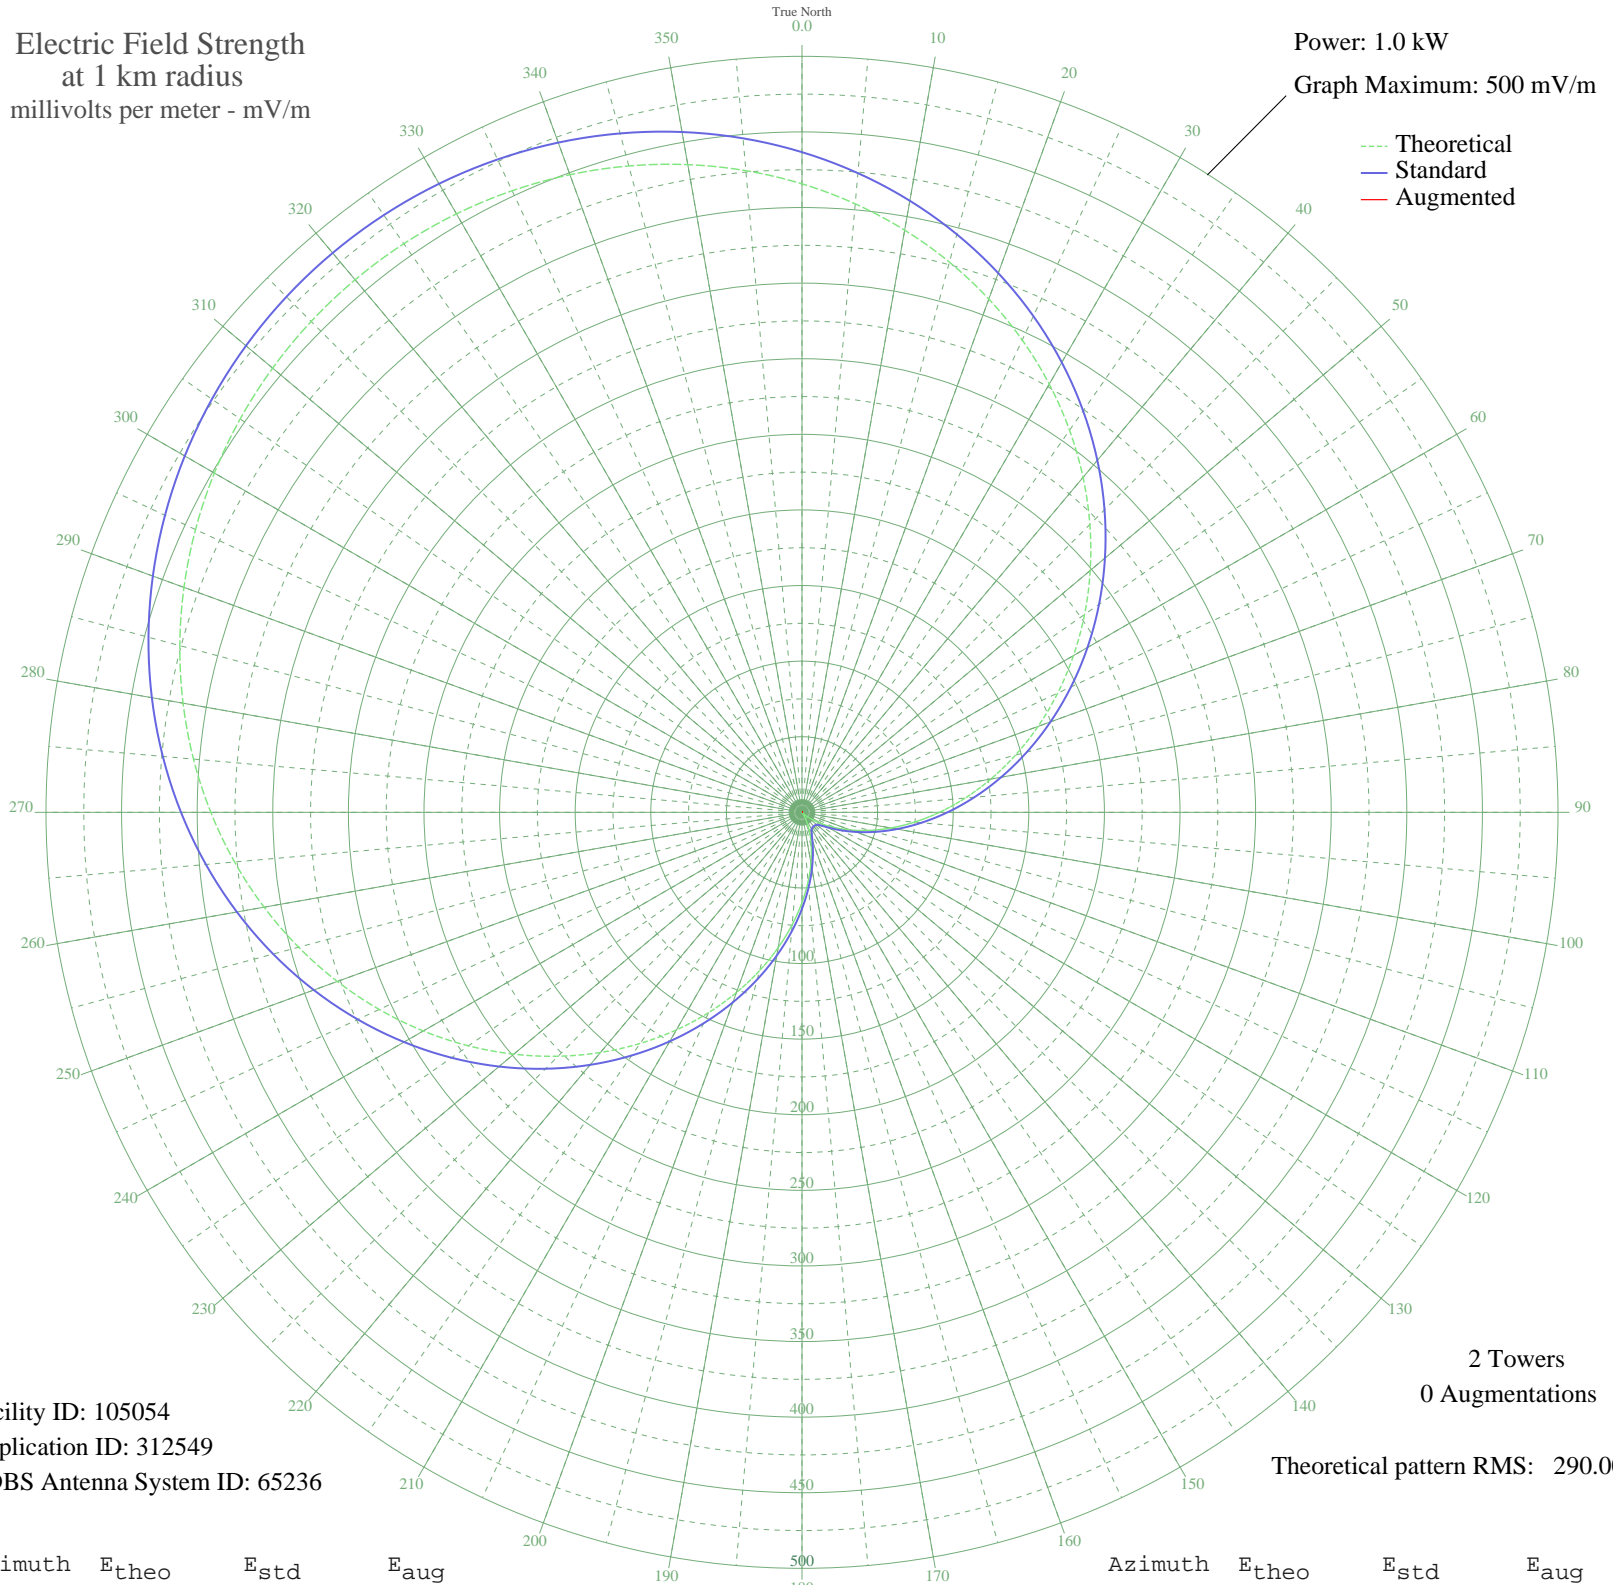 True North
0.0
Electric Field Strength
at 1 km radius
millivolts per meter - mV/m
Power: 1.0 kW
Graph Maximum: 500 mV/m
Theoretical
Standard
Augmented
10
20
30
40
50
60
70
80
90
100
110
120
130
140
150
160
170
190
200
210
220
230
240
250
260
270
280
290
300
310
320
330
340
350
100
150
200
250
300
350
400
450
500
2 Towers
0 Augmentations
Theoretical pattern RMS: 290.00
cility ID: 105054
plication ID: 312549
DBS Antenna System ID: 65236
imuth Etheo Estd Eaug
Azimuth Etheo Estd Eaug